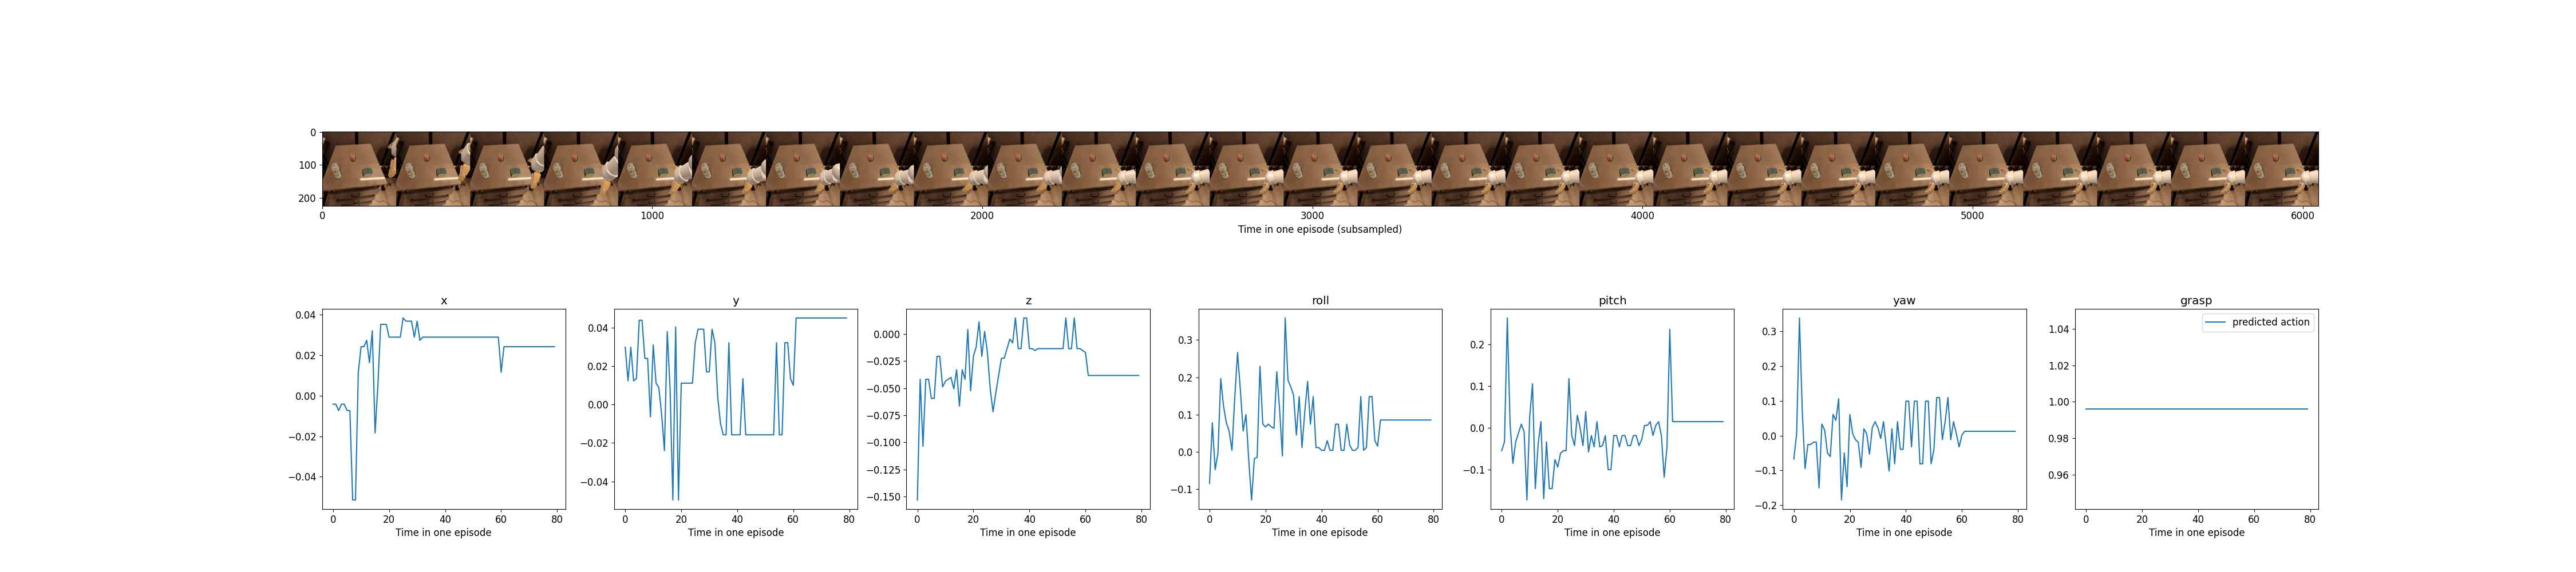 0
100
200
0 1000 2000 3000 4000 5000 6000
Time in one episode (subsampled)
x
0.04
0.02
0.00
−0.02
−0.04
0 20 40 60 80
Time in one episode
y
0.04
0.02
0.00
−0.02
−0.04
0 20 40 60 80
Time in one episode
z
0.000
−0.025
−0.050
−0.075
−0.100
−0.125
−0.150
0 20 40 60 80
Time in one episode
roll
0.3
0.2
0.1
0.0
−0.1
0 20 40 60 80
Time in one episode
pitch
0.2
0.1
0.0
−0.1
0 20 40 60 80
Time in one episode
yaw
0.3
0.2
0.1
0.0
−0.1
−0.2
0 20 40 60 80
Time in one episode
grasp
predicted action
1.04
1.02
1.00
0.98
0.96
0 20 40 60 80
Time in one episode